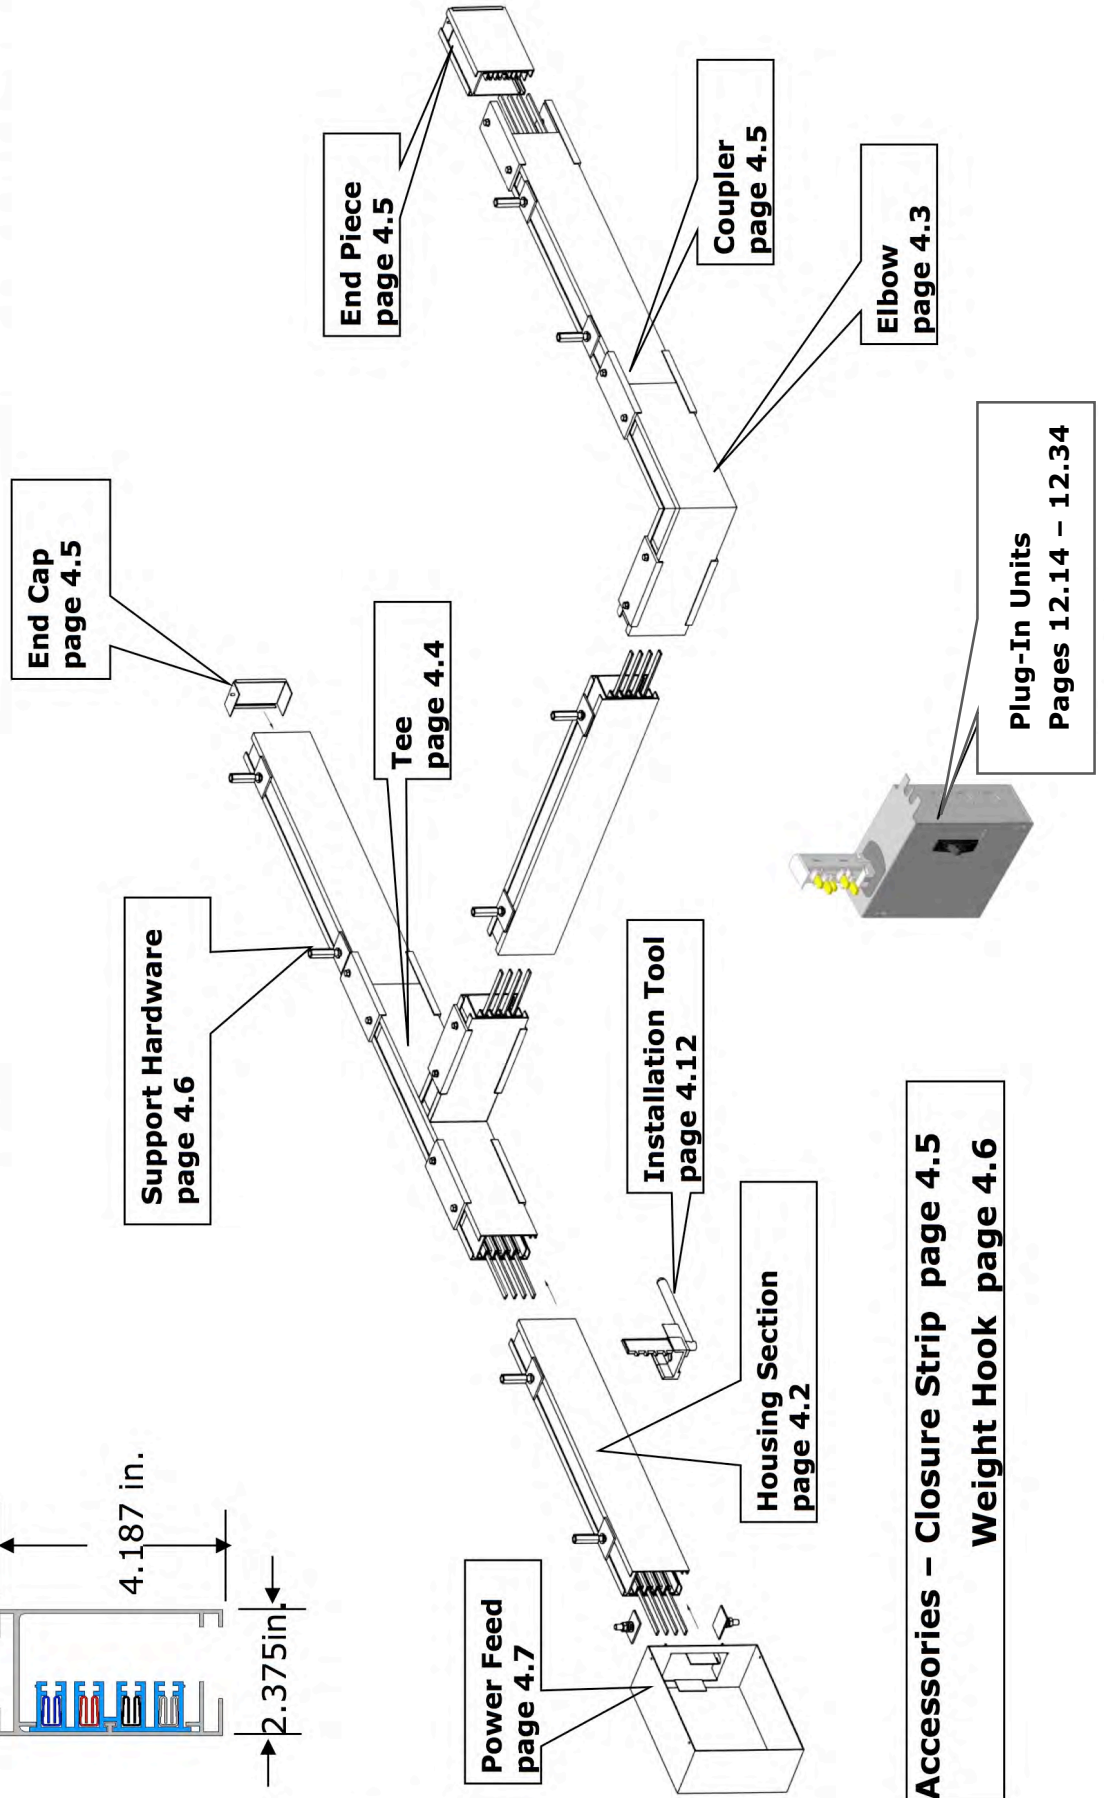 4.187 in.
2.375in.
End Cap
page 4.5
End Piece
page 4.5
Support Hardware
page 4.6
Tee
page 4.4
Coupler
page 4.5
Elbow
page 4.3
Power Feed
page 4.7
Installation Tool
page 4.12
Housing Section
page 4.2
Plug-In Units
Pages 12.14 – 12.34
Accessories – Closure Strip page 4.5
Weight Hook page 4.6